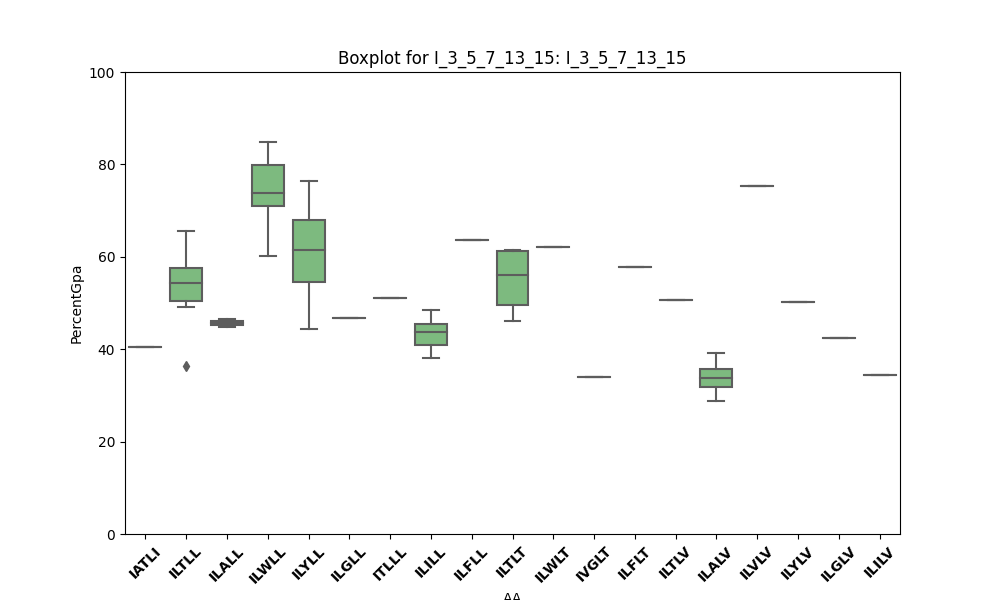 Boxplot for I_3_5_7_13_15: I_3_5_7_13_15
PercentGpa
100
80
60
40
20
0
IATLI
ILTLL
ILALL
ILWLL
ILYLL
ILGLL
ITLLL
ILILL
ILFLL
ILTLT
ILWLT
IVGLT
ILFLT
ILTLV
ILALV
ILVLV
ILYLV
ILGLV
ILILV
AA